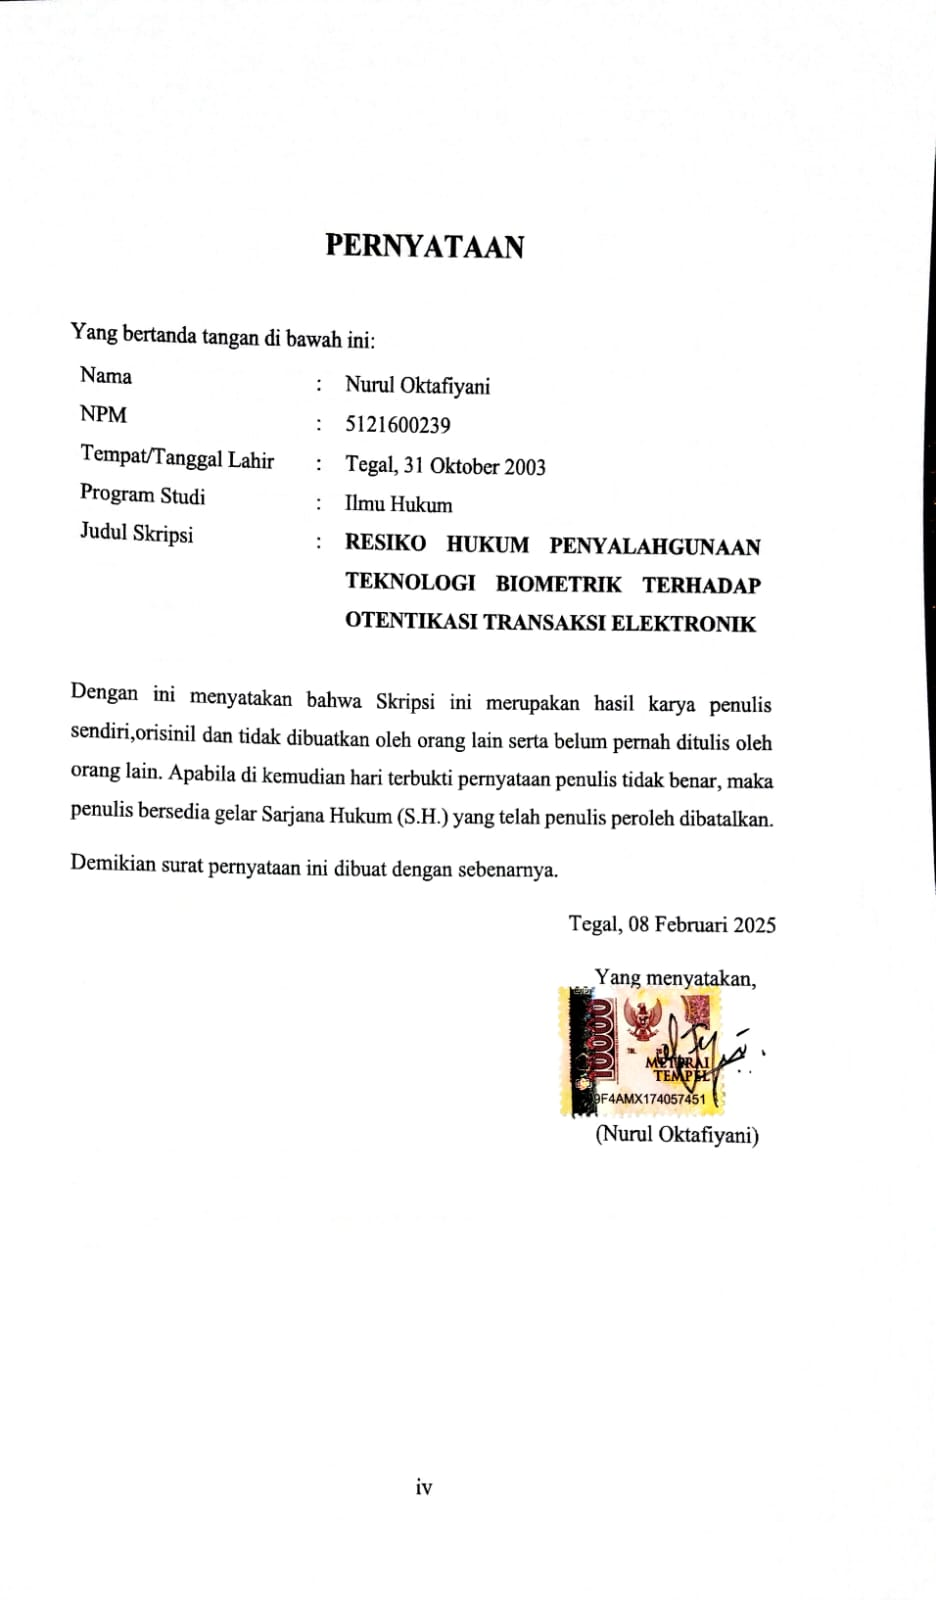 PERNYATAAN
Yang bertanda tangan di bawah ini:
Nama : Nurul Oktafiyani
NPM : 5121600239
Tempat/Tanggal Lahir : Tegal, 31 Oktober 2003
Program Studi : Ilmu Hukum
Judul Skripsi : RESIKO HUKUM PENYALAHGUNAAN
TEKNOLOGI BIOMETRIK TERHADAP
OTENTIKASI TRANSAKSI ELEKTRONIK
Dengan ini menyatakan bahwa Skripsi ini merupakan hasil karya penulis
sendiri,orisinil dan tidak dibuatkan oleh orang lain serta belum pernah ditulis oleh
orang lain. Apabila di kemudian hari terbukti pernyataan penulis tidak benar, maka
penulis bersedia gelar Sarjana Hukum (S.H.) yang telah penulis peroleh dibatalkan.
Demikian surat pernyataan ini dibuat dengan sebenarnya.
Tegal, 08 Februari 2025
Yang menyatakan,
10000
METERAI
TEMPEL
9F4AMX174057451
(Nurul Oktafiyani)
iv